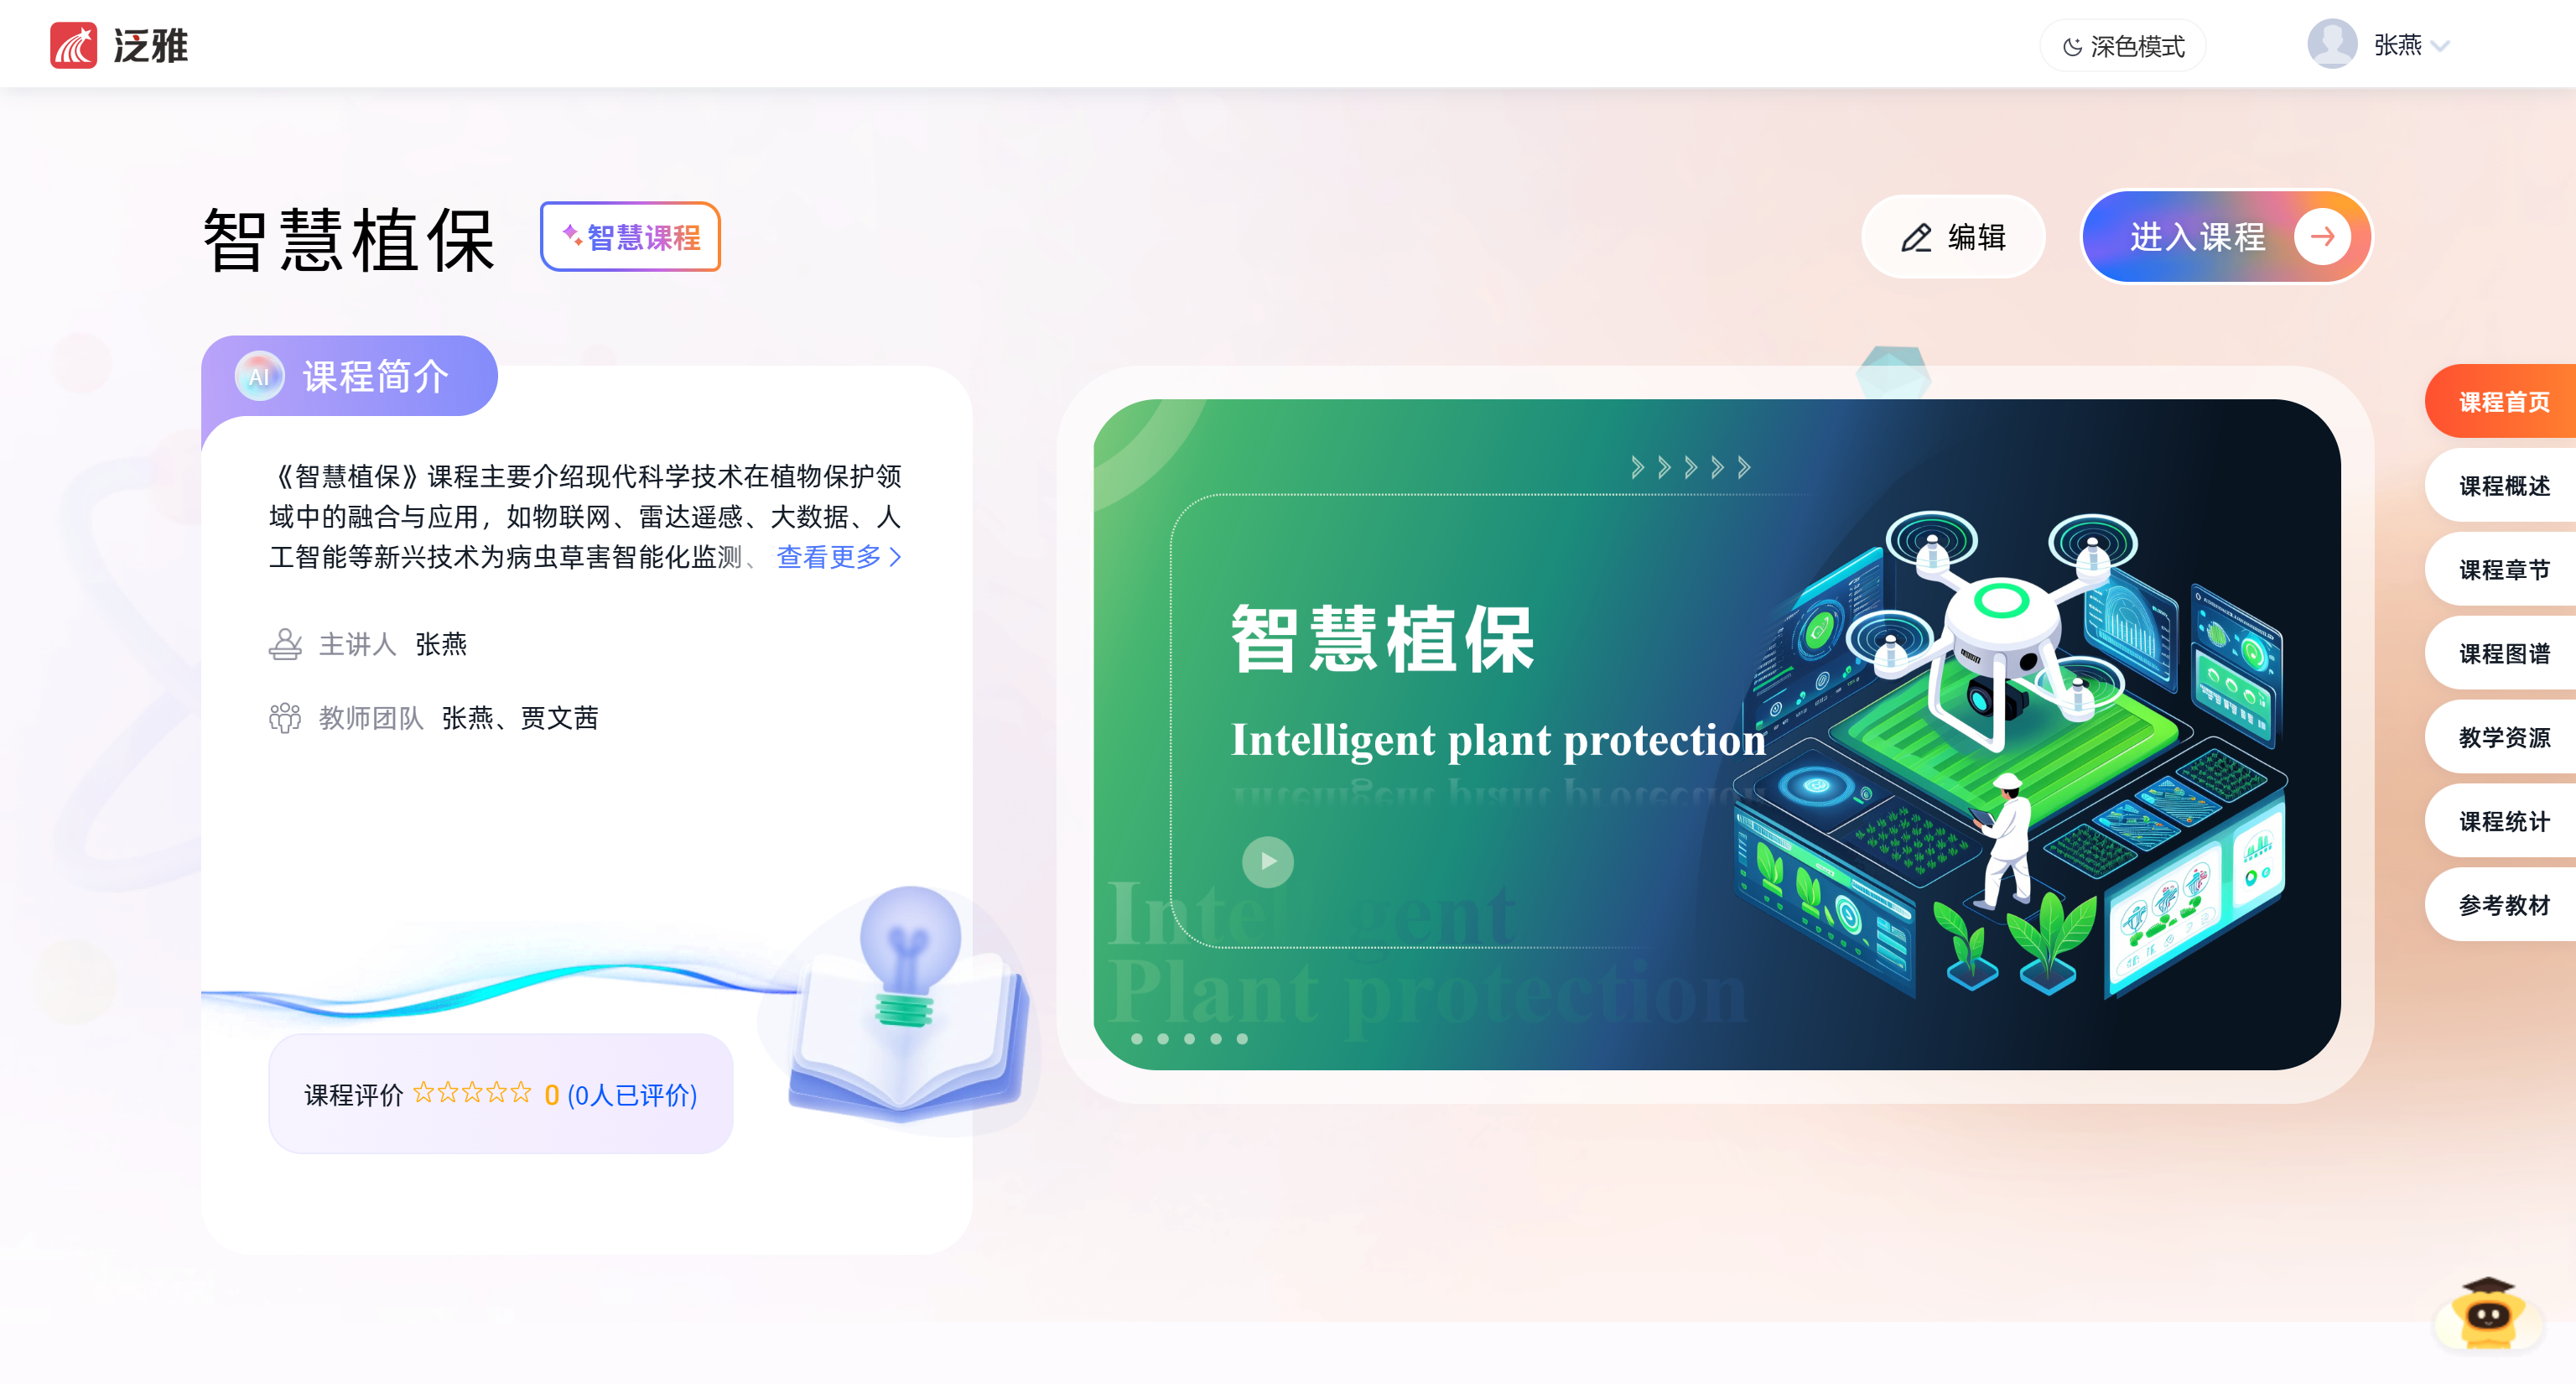 泛雅
深色模式
张燕
智慧植保
智慧课程
编辑
进入课程
AI 课程简介
《智慧植保》课程主要介绍现代科学技术在植物保护领
域中的融合与应用，如物联网、雷达遥感、大数据、人
工智能等新兴技术为病虫草害智能化监测、 查看更多
主讲人 张燕
教师团队 张燕、贾文茜
课程评价 0 (0人已评价)
智慧植保
Intelligent plant protection
Plant protection
课程首页
课程概述
课程章节
课程图谱
教学资源
课程统计
参考教材